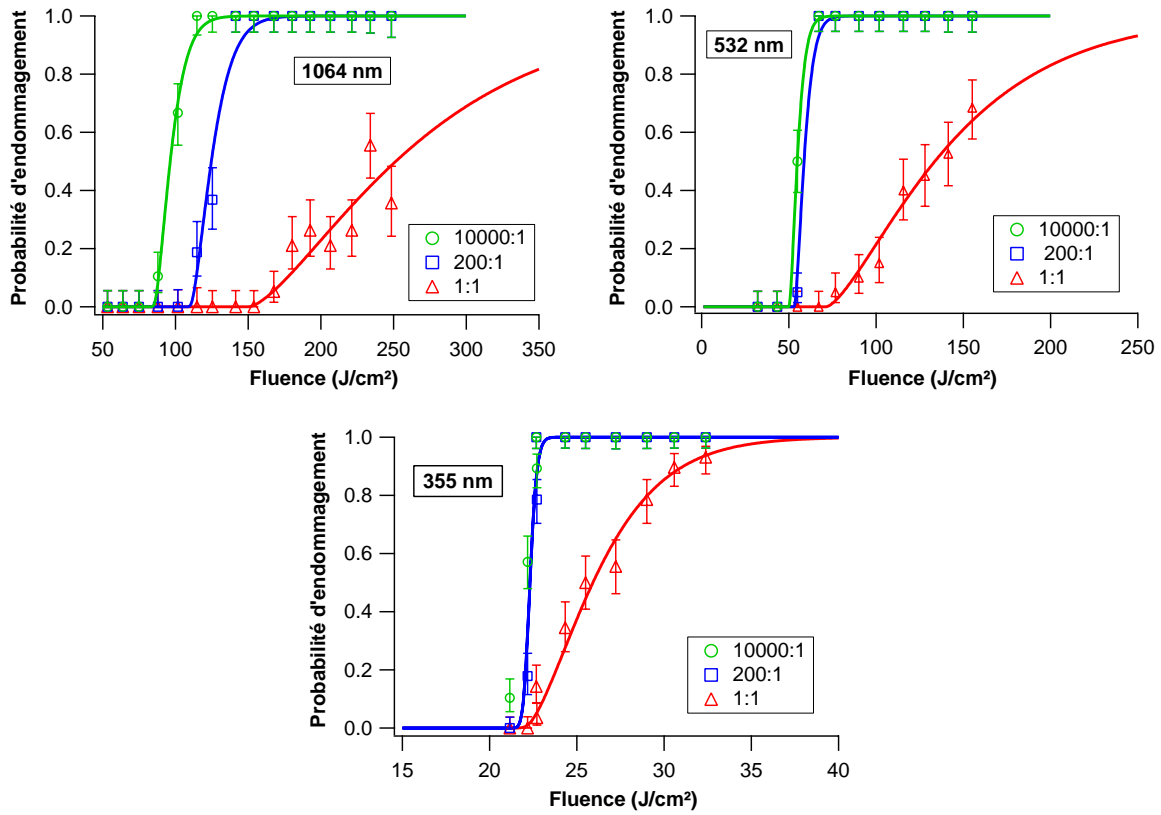 1064 nm
1.0
0.8
0.6
0.4
0.2
0.0
Probabilité d'endommagement
10000:1
200:1
1:1
50 100 150 200 250 300 350
Fluence (J/cm²)
532 nm
1.0
0.8
0.6
0.4
0.2
0.0
Probabilité d'endommagement
10000:1
200:1
1:1
0 50 100 150 200 250
Fluence (J/cm²)
355 nm
1.0
0.8
0.6
0.4
0.2
0.0
Probabilité d'endommagement
10000:1
200:1
1:1
15 20 25 30 35 40
Fluence (J/cm²)